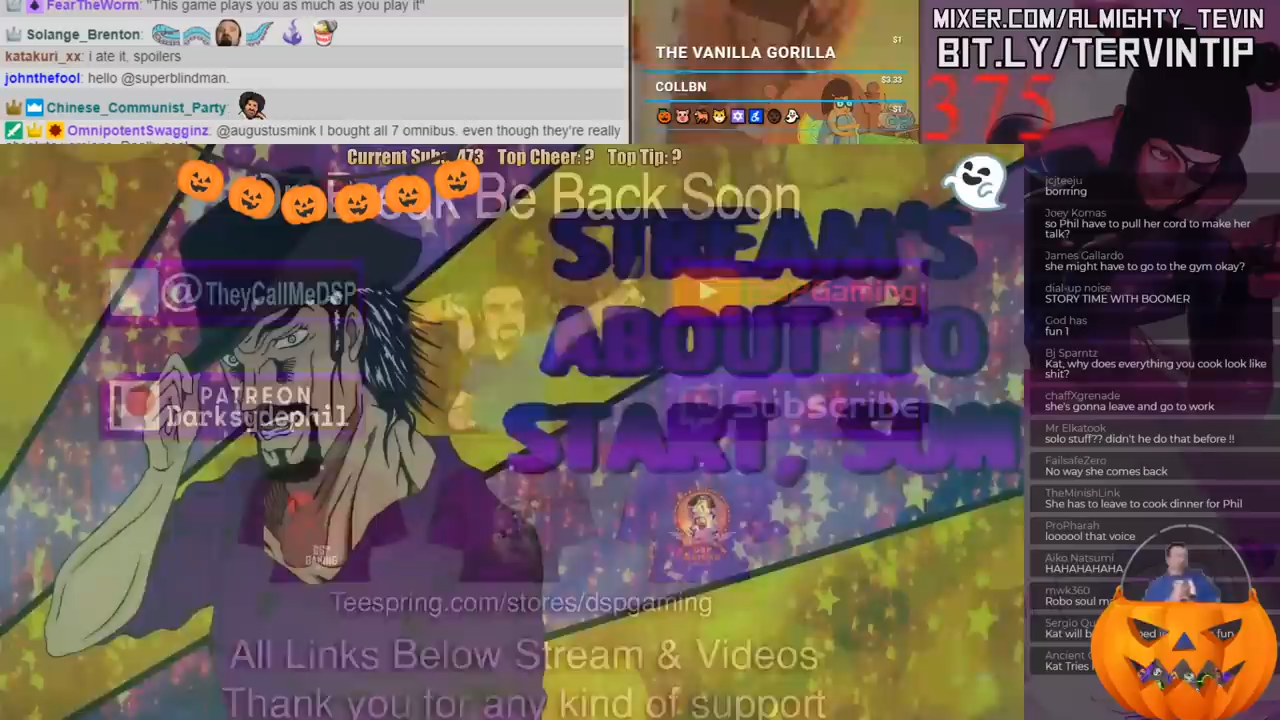 FearTheWorm: "This game plays you as much as you play it"
Solange_Brenton:
katakuri_xx: i ate it, spoilers
johnthefool: hello @superblindman.
Chinese_Communist_Party:
OmnipotentSwagginz: @augustusmink I bought all 7 omnibus. even though they're really
$1
THE VANILLA GORILLA
$3.33
COLLBN
$1
MIXER.COM/ALMIGHTY_TEVIN
BIT.LY/TERVINTIP
375
Current Subs: 473 Top Cheer: ? Top Tip: ?
Be Back Soon
STREAM'S
ABOUT TO
START, SUM
@TheyCallMeDSP
DSPGaming
PATREON
Darksydephil
Subscribe
DSP
GAMING
Teespring.com/stores/dspgaming
All Links Below Stream & Videos
Thank you for any kind of support
jcjteeju
borrring
Joey Komas
so Phil have to pull her cord to make her
talk?
James Gallardo
she might have to go to the gym okay?
dial-up noise
STORY TIME WITH BOOMER
God has
fun 1
Bj Sparntz
Kat, why does everything you cook look like
shit?
chaffXgrenade
she's gonna leave and go to work
Mr Elkatook
solo stuff?? didn't he do that before !!
FailsafeZero
No way she comes back
TheMinishLink
She has to leave to cook dinner for Phil
ProPharah
loooool that voice
Aiko Natsumi
HAHAHAHAHA
mwk360
Robo soul
Sergio
Kat will fun
Ancient
Kat Tries